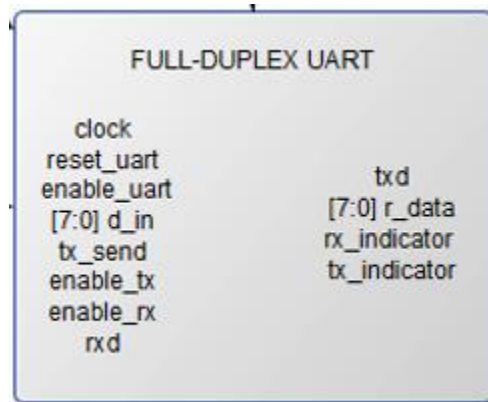 FULL-DUPLEX UART
clock
reset_uart
enable_uart
[7:0] d_in
tx_send
enable_tx
enable_rx
rxd
txd
[7:0] r_data
rx_indicator
tx_indicator